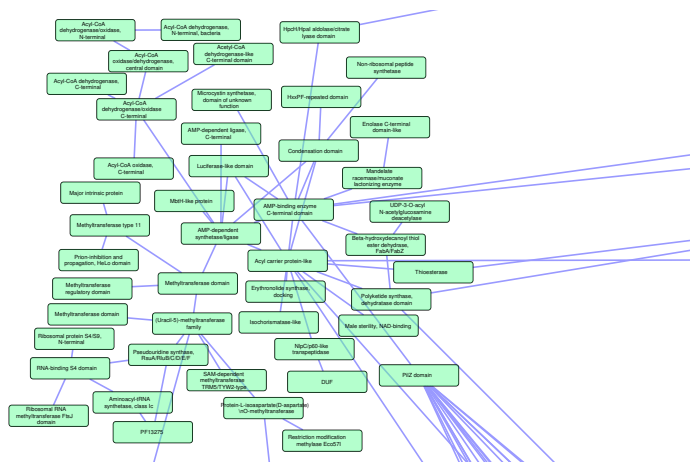 Acyl-CoA
dehydrogenase/oxidase,
N-terminal
Acyl-CoA dehydrogenase,
N-terminal, bacteria
HpcH/HpaI aldolase/citrate
lyase domain
Acyl-CoA
oxidase/dehydrogenase,
central domain
Acetyl-CoA
dehydrogenase-like
C-terminal domain
Non-ribosomal peptide
synthetase
Acyl-CoA dehydrogenase,
C-terminal
Acyl-CoA
dehydrogenase/oxidase
C-terminal
Microcystin synthetase,
domain of unknown
function
HxxPF-repeated domain
AMP-dependent ligase,
C-terminal
Enolase C-terminal
domain-like
Condensation domain
Acyl-CoA oxidase,
C-terminal
Luciferase-like domain
Mandelate
racemase/muconate
lactonizing enzyme
Major intrinsic protein
MbtH-like protein
AMP-binding enzyme
C-terminal domain
UDP-3-O-acyl
N-acetylglucosamine
deacetylase
Methyltransferase type 11
AMP-dependent
synthetase/ligase
Beta-hydroxydecanoyl thiol
ester dehydrase,
FabA/FabZ
Prion-inhibition and
propagation, HeLo domain
Acyl carrier protein-like
Thioesterase
Methyltransferase
regulatory domain
Methyltransferase domain
Erythronolide synthase,
docking
Polyketide synthase,
dehydratase domain
Methyltransferase domain
(Uracil-5)-methyltransferase
family
Isochorismatase-like
Male sterility, NAD-binding
Ribosomal protein S4/S9,
N-terminal
Pseudouridine synthase,
RsuA/RluB/C/D/E/F
NlpC/p60-like
transpeptidase
RNA-binding S4 domain
SAM-dependent
methyltransferase
TRM5/TYW2-type
DUF
PilZ domain
Ribosomal RNA
methyltransferase FtsJ
domain
Aminoacyl-tRNA
synthetase, class Ic
Protein-L-isoaspartate(D-aspartate)
\nO-methyltransferase
PF13275
Restriction modification
methylase Eco57I